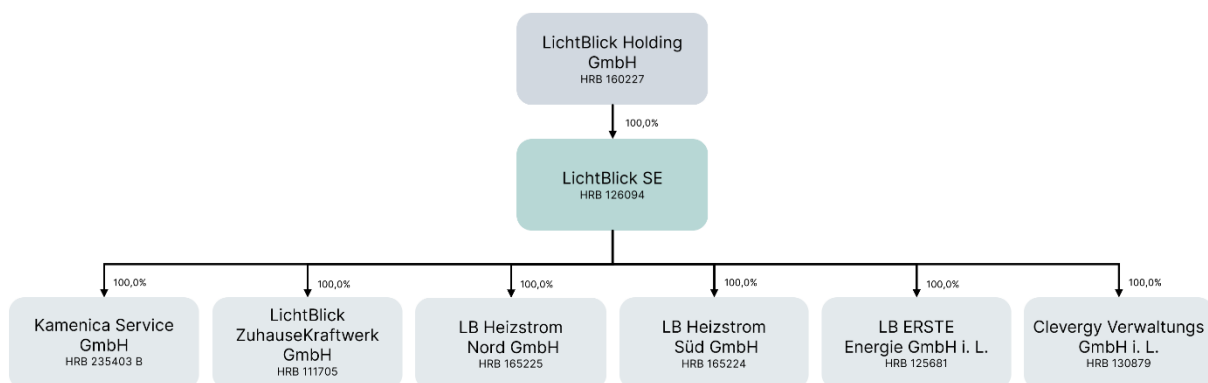 LichtBlick Holding
GmbH
HRB 160227
100,0%
LichtBlick SE
HRB 126094
100,0%
100,0%
100,0%
100,0%
100,0%
100,0%
Kamenica Service
GmbH
HRB 235403 B
LichtBlick
ZuhauseKraftwerk
GmbH
HRB 111705
LB Heizstrom
Nord GmbH
HRB 165225
LB Heizstrom
Süd GmbH
HRB 165224
LB ERSTE
Energie GmbH i. L.
HRB 125681
Clevergy Verwaltungs
GmbH i. L.
HRB 130879